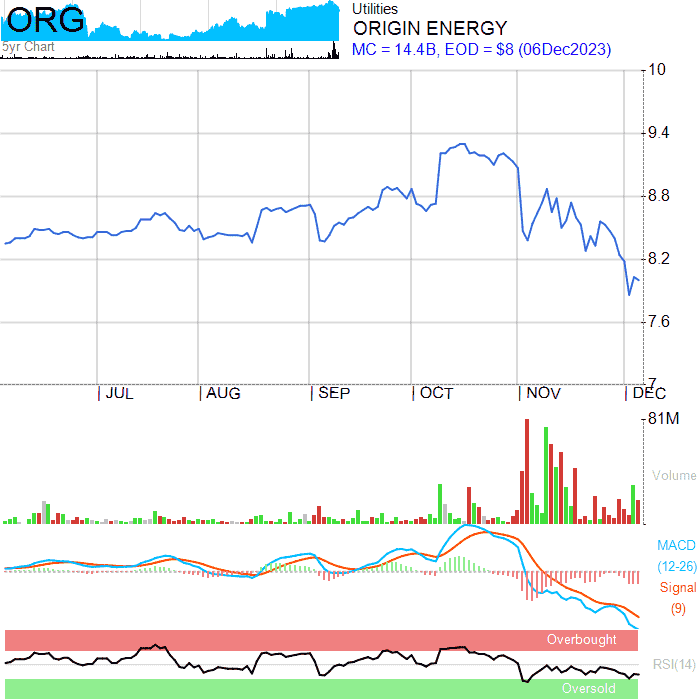 ORG
5yr Chart
Utilities
ORIGIN ENERGY
MC = 14.4B, EOD = $8 (06Dec2023)
10
9.4
8.8
8.2
7.6
7
JUL
AUG
SEP
OCT
NOV
DEC
81M
Volume
MACD
(12-26)
Signal
(9)
Overbought
RSI(14)
Oversold